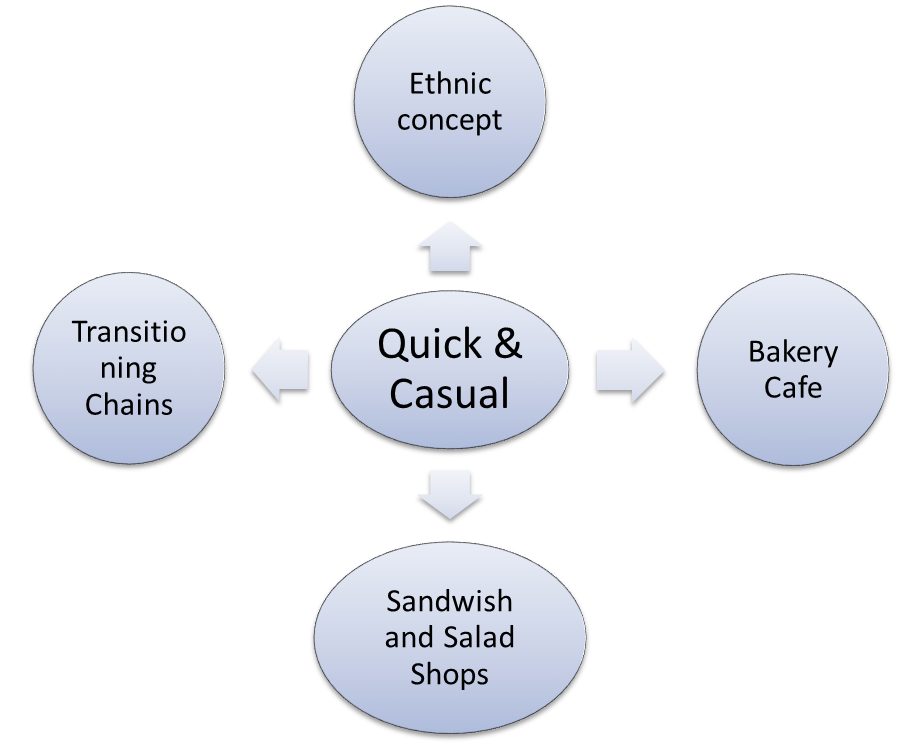 Ethnic
concept
Transitio
ning
Chains
Quick &
Casual
Bakery
Cafe
Sandwish
and Salad
Shops